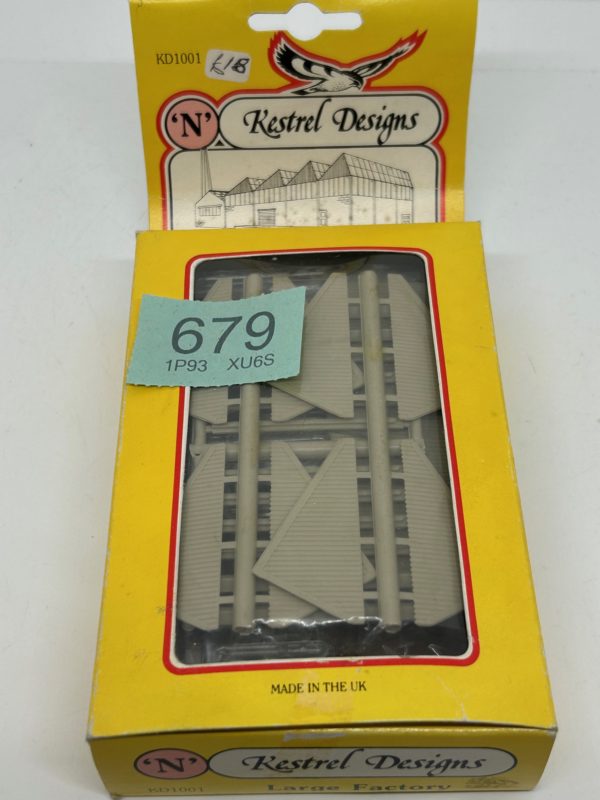 KD1001
£18
‘N’ Kestrel Designs
679
1P93 XU6S
MADE IN THE UK
‘N’ Kestrel Designs
KD1001 Large Factory